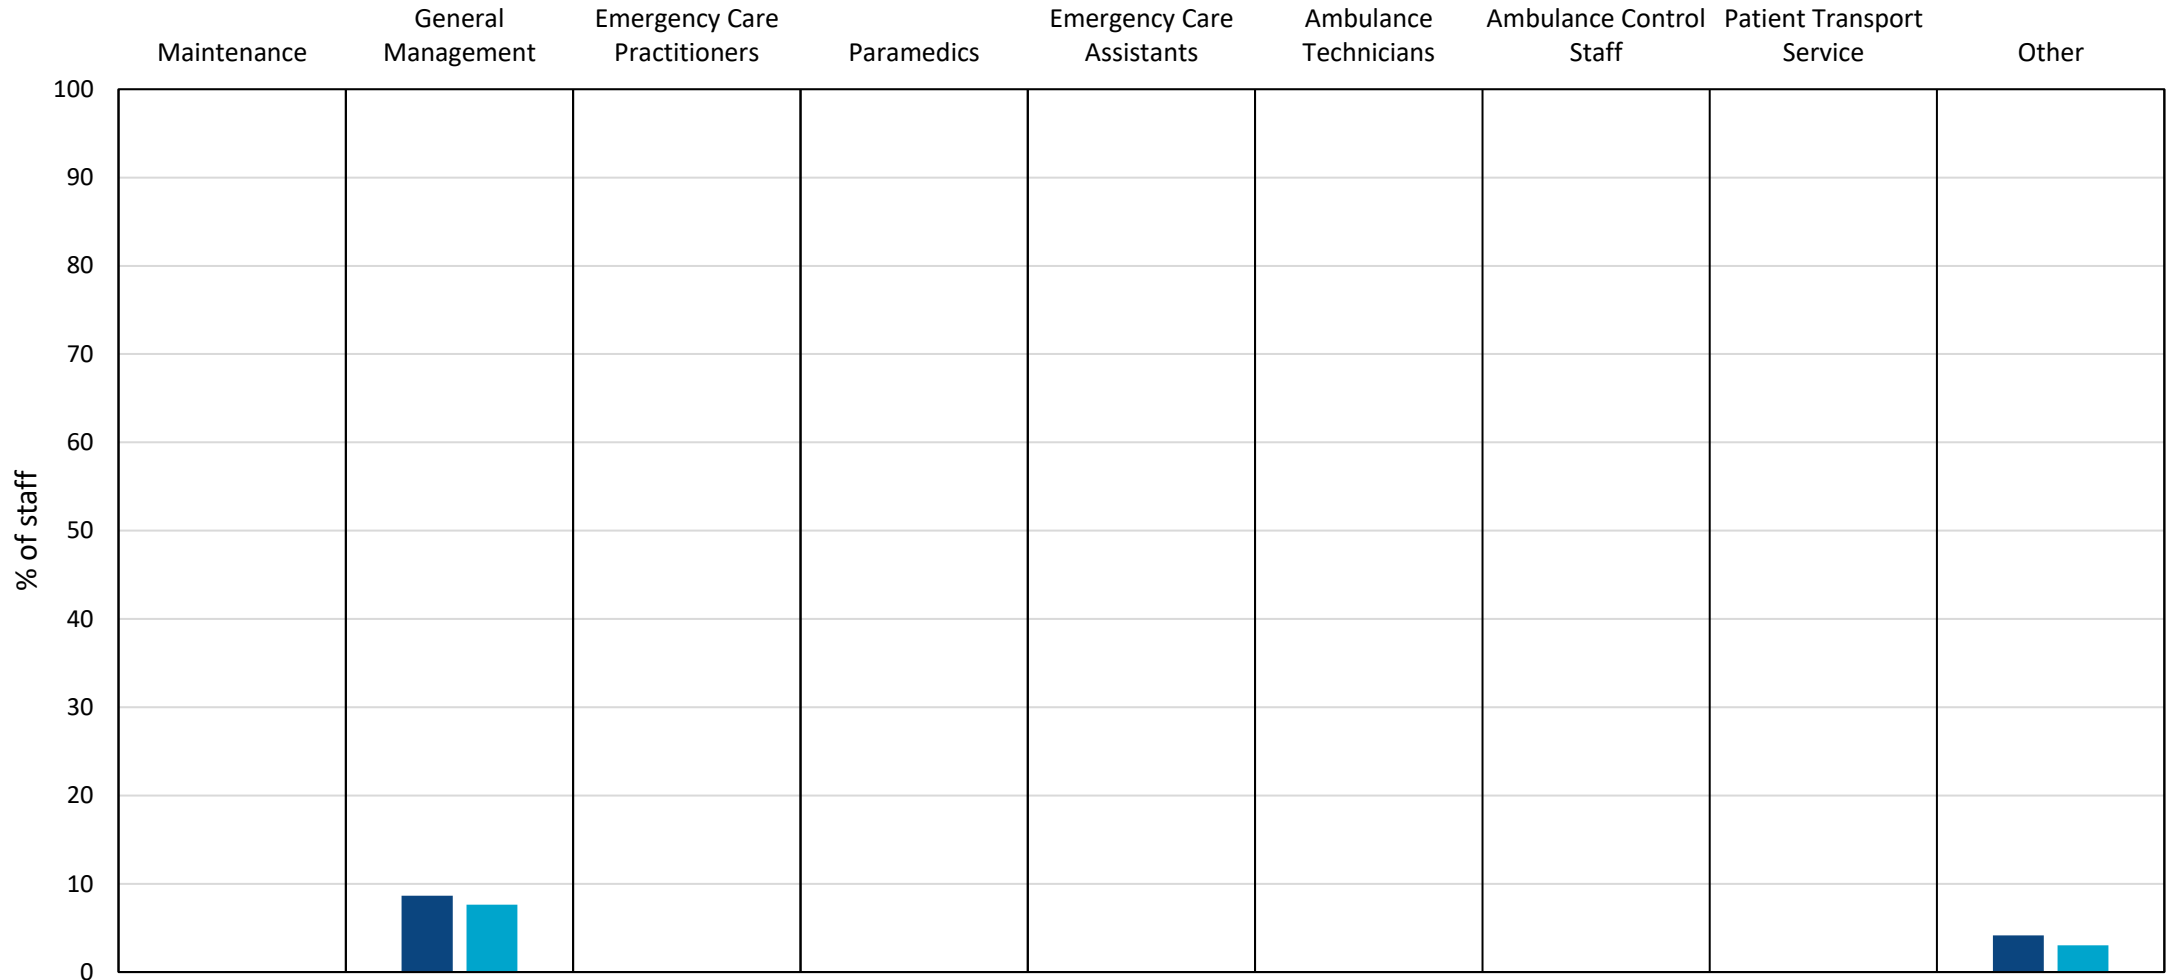 Maintenance
General
Management
Emergency Care
Practitioners
Paramedics
Emergency Care
Assistants
Ambulance
Technicians
Ambulance Control
Staff
Patient Transport
Service
Other
% of staff
100
90
80
70
60
50
40
30
20
10
0